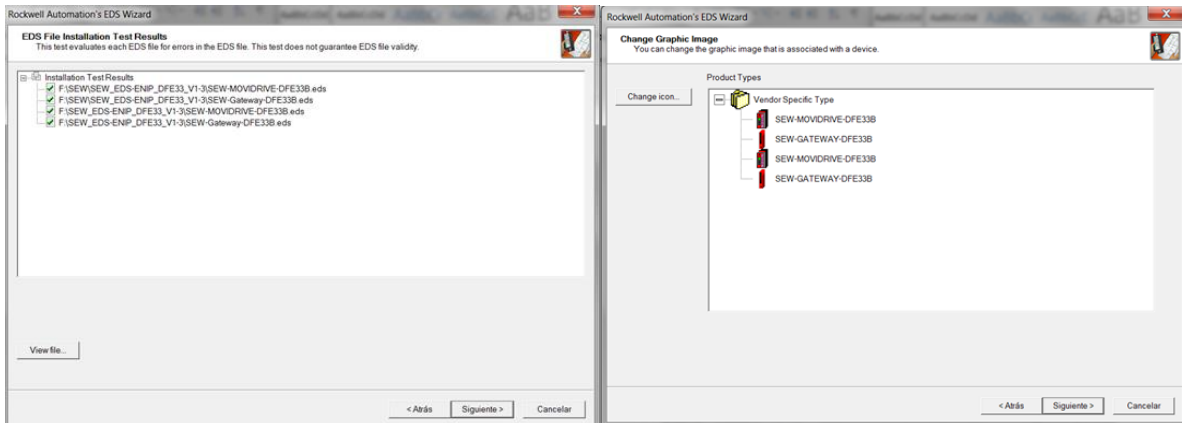 Rockwell Automation's EDS Wizard
EDS File Installation Test Results
This test evaluates each EDS file for errors in the EDS file. This test does not guarantee EDS file validity.
Installation Test Results
F:\SEW\SEW_EDS-ENIP_DFE33_V1-3\SEW-MOVIDRIVE-DFE33B.eds
F:\SEW\SEW_EDS-ENIP_DFE33_V1-3\SEW-Gateway-DFE33B.eds
F:\SEW_EDS-ENIP_DFE33_V1-3\SEW-MOVIDRIVE-DFE33B.eds
F:\SEW_EDS-ENIP_DFE33_V1-3\SEW-Gateway-DFE33B.eds
View file...
< Atrás
Siguiente >
Cancelar
Rockwell Automation's EDS Wizard
Change Graphic Image
You can change the graphic image that is associated with a device.
Product Types
Change icon...
Vendor Specific Type
SEW-MOVIDRIVE-DFE33B
SEW-GATEWAY-DFE33B
SEW-MOVIDRIVE-DFE33B
SEW-GATEWAY-DFE33B
< Atrás
Siguiente >
Cancelar